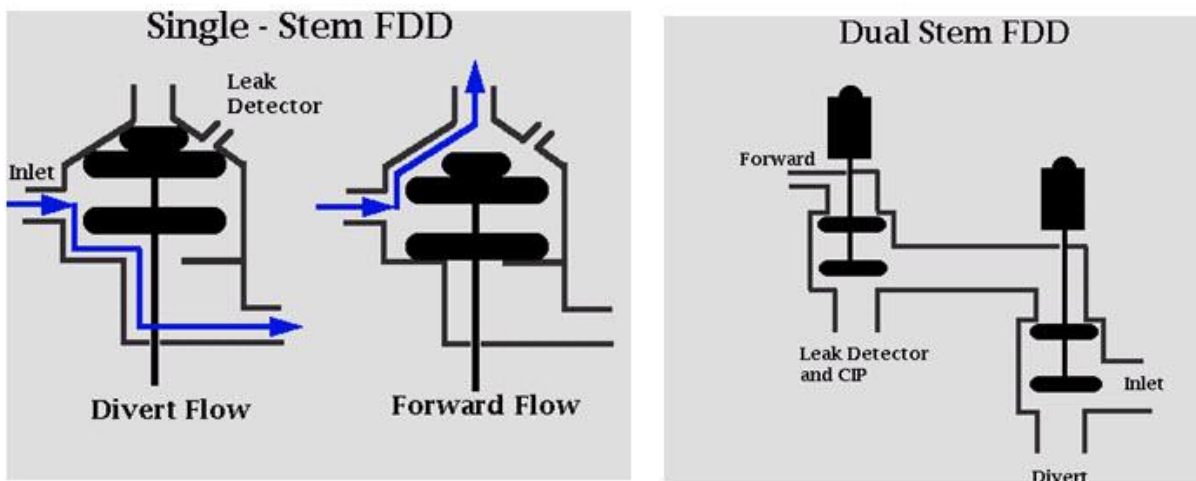 Single - Stem FDD
Leak
Detector
Inlet
Divert Flow
Forward Flow
Dual Stem FDD
Forward
Leak Detector
and CIP
Inlet
Divert